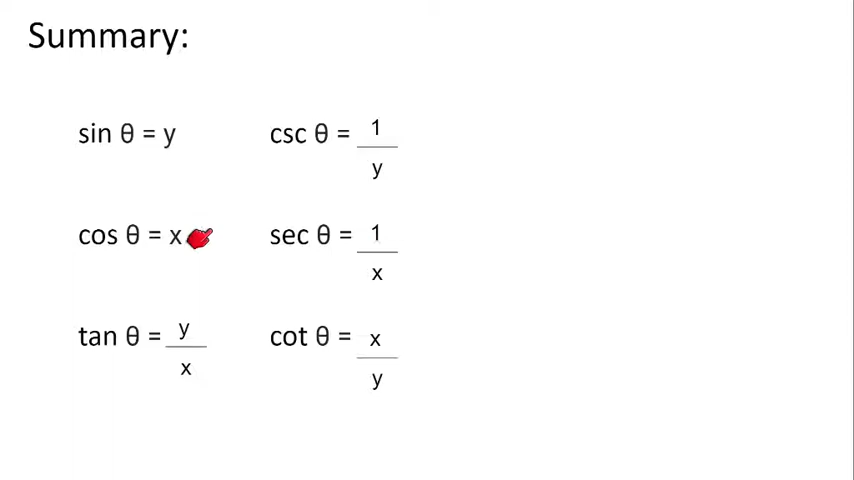 Summary:
sin θ = y
csc θ = 1/y
cos θ = x
sec θ = 1/x
tan θ = y/x
cot θ = x/y